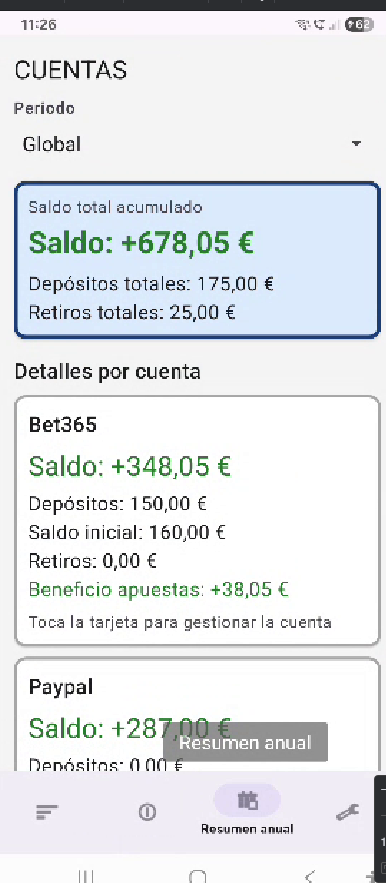 11:26
62
CUENTAS
Periodo
Global
Saldo total acumulado
Saldo: +678,05 €
Depósitos totales: 175,00 €
Retiros totales: 25,00 €
Detalles por cuenta
Bet365
Saldo: +348,05 €
Depósitos: 150,00 €
Saldo inicial: 160,00 €
Retiros: 0,00 €
Beneficio apuestas: +38,05 €
Toca la tarjeta para gestionar la cuenta
Paypal
Saldo: +287,00 €
Resumen anual
Depósitos: 0,00 €
Resumen anual